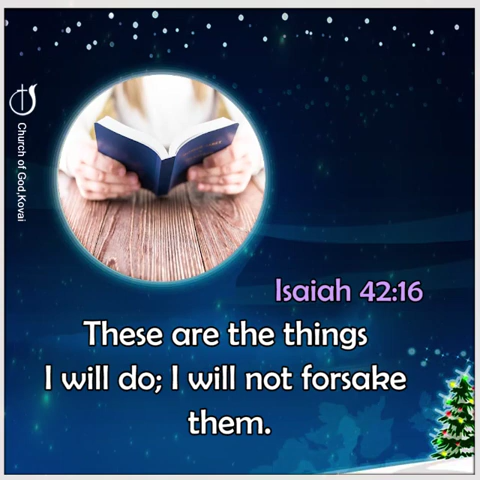 Church of God,Kovai
Isaiah 42:16
These are the things
I will do; I will not forsake
them.